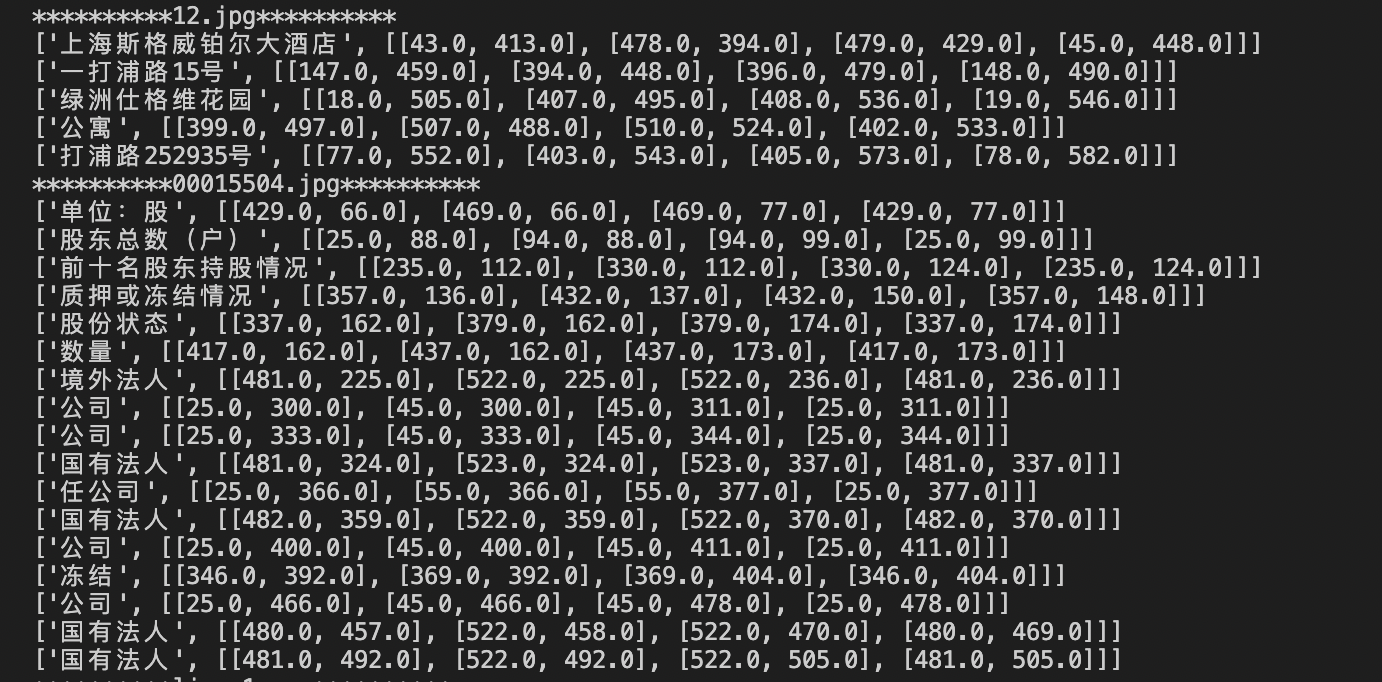 **********12.jpg**********
['上海斯格威铂尔大酒店', [[43.0, 413.0], [478.0, 394.0], [479.0, 429.0], [45.0, 448.0]]]
['一打浦路15号', [[147.0, 459.0], [394.0, 448.0], [396.0, 479.0], [148.0, 490.0]]]
['绿洲仕格维花园', [[18.0, 505.0], [407.0, 495.0], [408.0, 536.0], [19.0, 546.0]]]
['公寓', [[399.0, 497.0], [507.0, 488.0], [510.0, 524.0], [402.0, 533.0]]]
['打浦路252935号', [[77.0, 552.0], [403.0, 543.0], [405.0, 573.0], [78.0, 582.0]]]
**********00015504.jpg**********
['单位：股', [[429.0, 66.0], [469.0, 66.0], [469.0, 77.0], [429.0, 77.0]]]
['股东总数（户）', [[25.0, 88.0], [94.0, 88.0], [94.0, 99.0], [25.0, 99.0]]]
['前十名股东持股情况', [[235.0, 112.0], [330.0, 112.0], [330.0, 124.0], [235.0, 124.0]]]
['质押或冻结情况', [[357.0, 136.0], [432.0, 137.0], [432.0, 150.0], [357.0, 148.0]]]
['股份状态', [[337.0, 162.0], [379.0, 162.0], [379.0, 174.0], [337.0, 174.0]]]
['数量', [[417.0, 162.0], [437.0, 162.0], [437.0, 173.0], [417.0, 173.0]]]
['境外法人', [[481.0, 225.0], [522.0, 225.0], [522.0, 236.0], [481.0, 236.0]]]
['公司', [[25.0, 300.0], [45.0, 300.0], [45.0, 311.0], [25.0, 311.0]]]
['公司', [[25.0, 333.0], [45.0, 333.0], [45.0, 344.0], [25.0, 344.0]]]
['国有法人', [[481.0, 324.0], [523.0, 324.0], [523.0, 337.0], [481.0, 337.0]]]
['任公司', [[25.0, 366.0], [55.0, 366.0], [55.0, 377.0], [25.0, 377.0]]]
['国有法人', [[482.0, 359.0], [522.0, 359.0], [522.0, 370.0], [482.0, 370.0]]]
['公司', [[25.0, 400.0], [45.0, 400.0], [45.0, 411.0], [25.0, 411.0]]]
['冻结', [[346.0, 392.0], [369.0, 392.0], [369.0, 404.0], [346.0, 404.0]]]
['公司', [[25.0, 466.0], [45.0, 466.0], [45.0, 478.0], [25.0, 478.0]]]
['国有法人', [[480.0, 457.0], [522.0, 458.0], [522.0, 470.0], [480.0, 469.0]]]
['国有法人', [[481.0, 492.0], [522.0, 492.0], [522.0, 505.0], [481.0, 505.0]]]